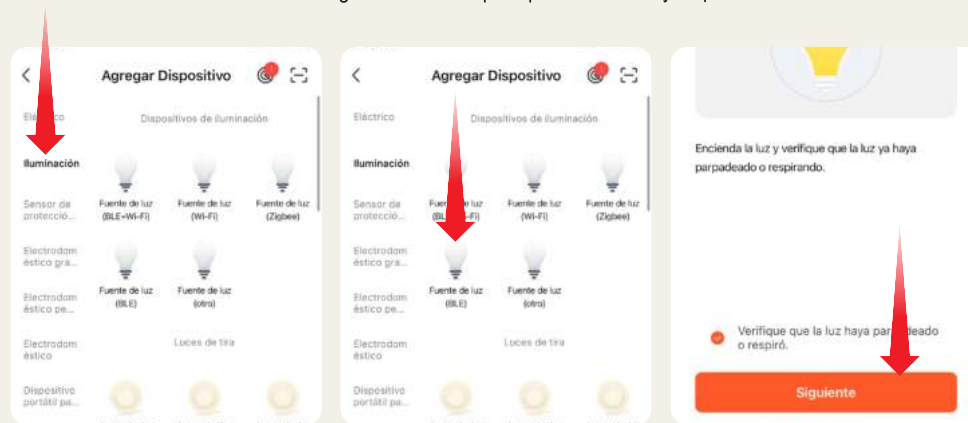 Agregar Dispositivo
Eléctrico
Dispositivos de iluminación
Iluminación
Sensor de
protecció...
Fuente de luz
(BLE+Wi-Fi)
Fuente de luz
(Wi-Fi)
Fuente de luz
(Zigbee)
Electrodom
éstico gra...
Electrodom
éstico pe...
Fuente de luz
(BLE)
Fuente de luz
(otro)
Electrodom
éstico
Luces de tira
Dispositivo
portátil pa...
Agregar Dispositivo
Eléctrico
Dispositivos de iluminación
Iluminación
Sensor de
protecció...
Fuente de luz
Fuente de luz
(Wi-Fi)
Fuente de luz
(Zigbee)
Electrodom
éstico gra...
Electrodom
éstico pe...
Fuente de luz
(BLE)
Fuente de luz
(otro)
Electrodom
éstico
Luces de tira
Dispositivo
portátil pa...
Encienda la luz y verifique que la luz ya haya
parpadeado o respirando.
Verifique que la luz haya parpadeado
o respiró.
Siguiente